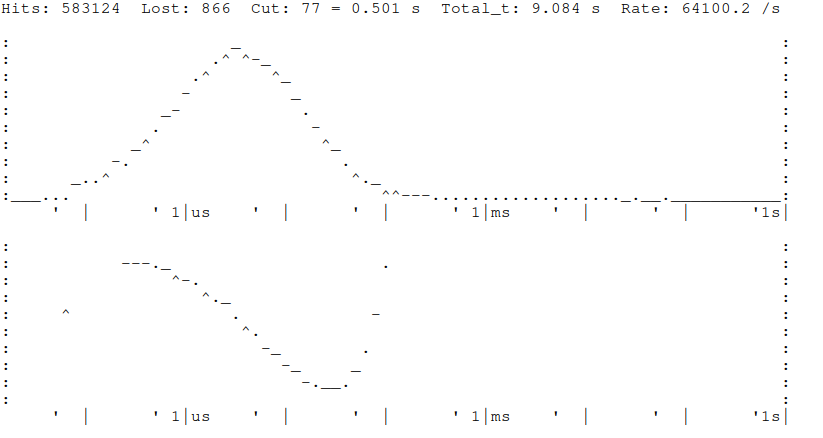 Hits: 583124  Lost: 866  Cut: 77 = 0.501 s  Total_t: 9.084 s  Rate: 64100.2 /s
'  |      ' 1|us    '  |      '  |      ' 1|ms    '  |      '  |      '1s|
'  |      ' 1|us    '  |      '  |      ' 1|ms    '  |      '  |      '1s|